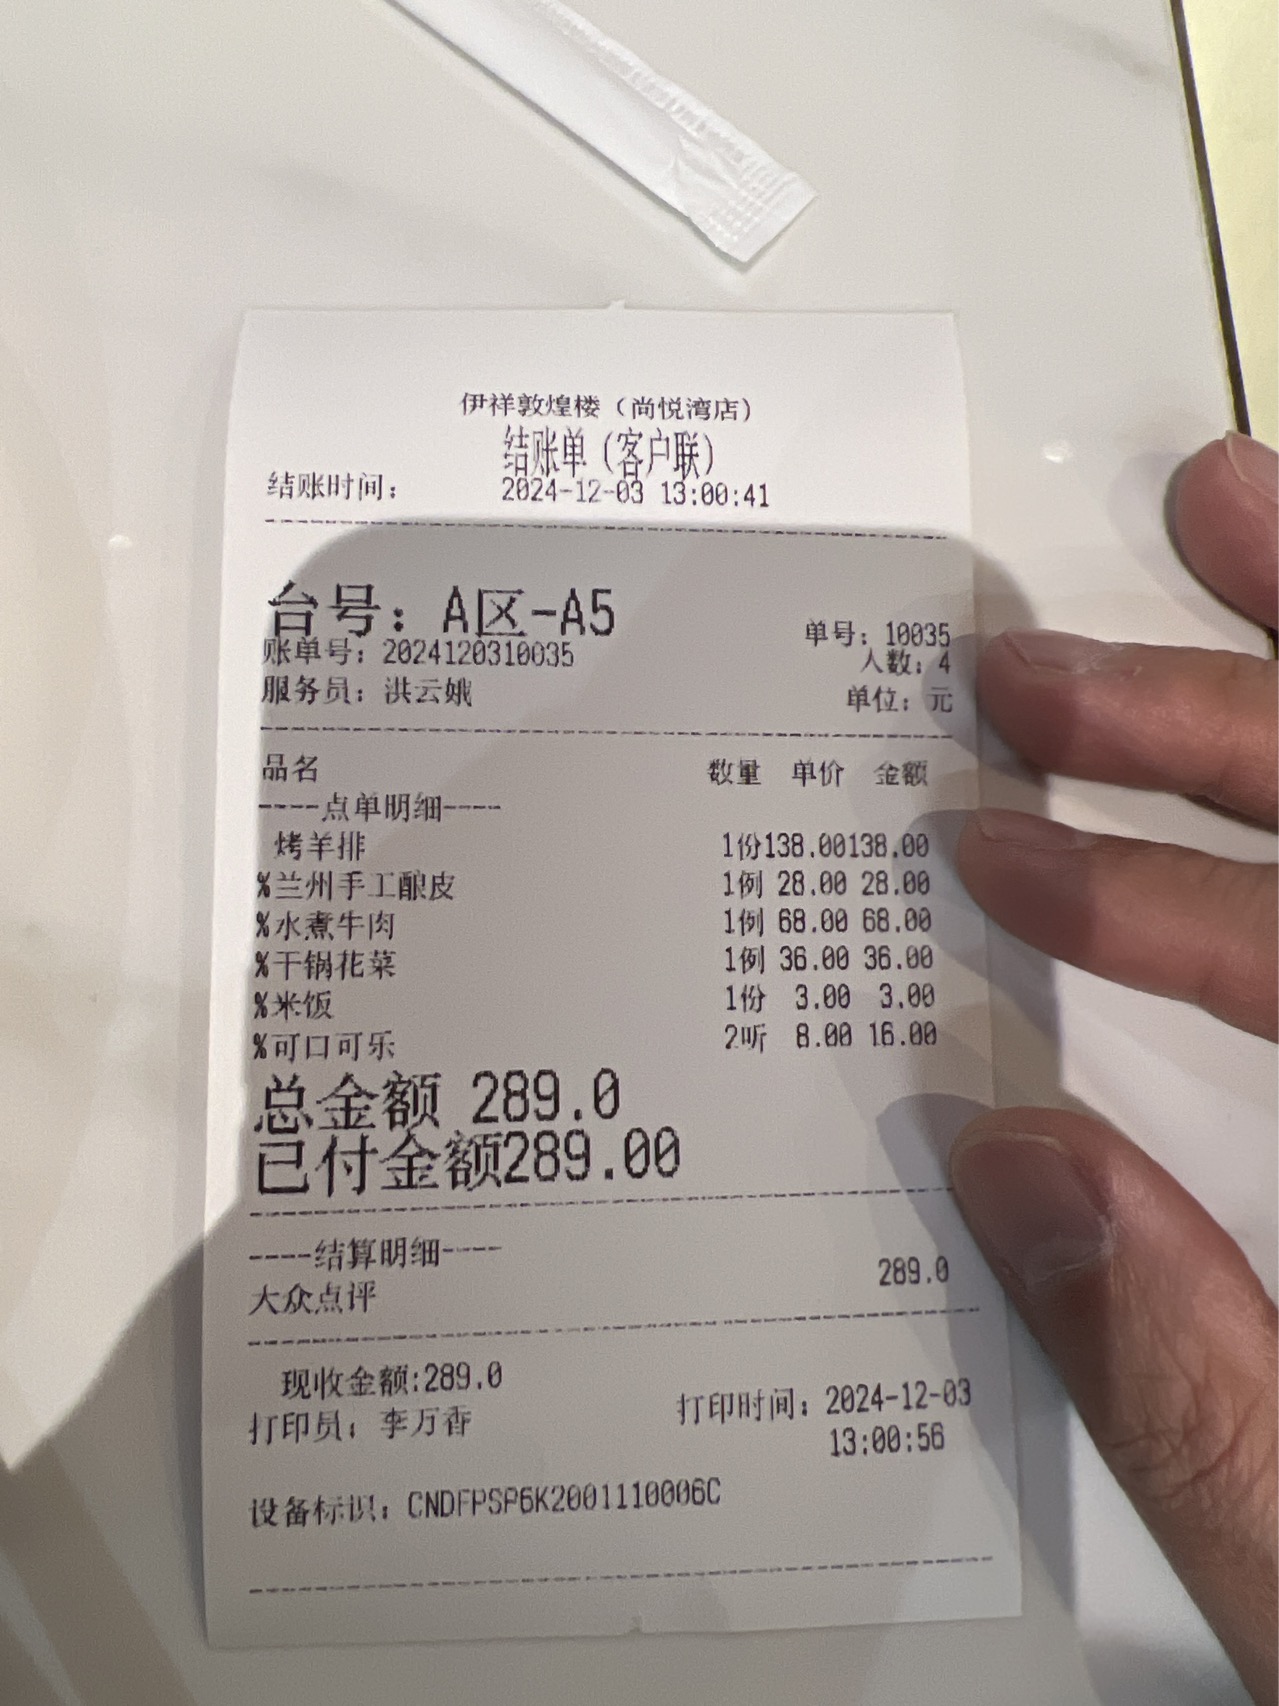 伊祥敦煌楼（尚悦湾店）
结账单（客户联）
结账时间： 2024-12-03 13:00:41
台号：A区-A5
单号：10035
账单号：2024120310035
人数：4
服务员：洪云娥
单位：元
品名 数量 单价 金额
----点单明细----
烤羊排 1份138.00138.00
%兰州手工酿皮 1例 28.00 28.00
%水煮牛肉 1例 68.00 68.00
%干锅花菜 1例 36.00 36.00
%米饭 1份 3.00 3.00
%可口可乐 2听 8.00 16.00
总金额 289.0
已付金额289.00
----结算明细----
大众点评 289.0
现收金额:289.0
打印员：李万香 打印时间：2024-12-03
13:00:56
设备标识：CNDFPSP6K2001110006C